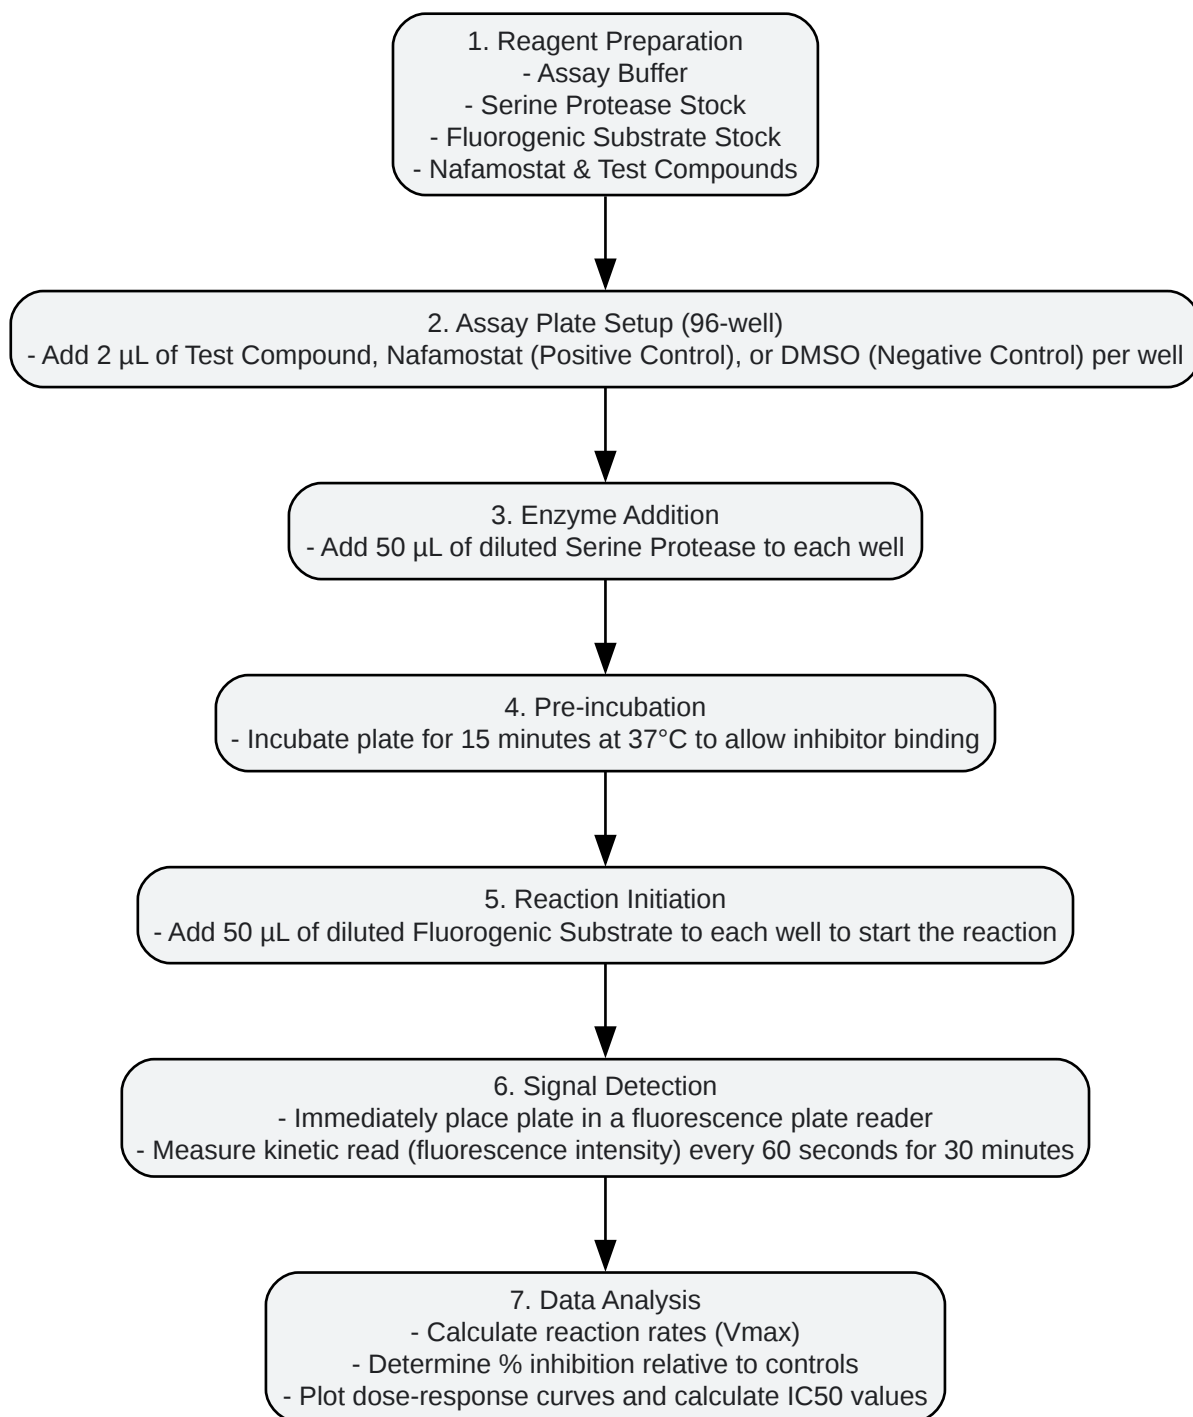 1. Reagent Preparation
- Assay Buffer
- Serine Protease Stock
- Fluorogenic Substrate Stock
- Nafamostat & Test Compounds
2. Assay Plate Setup (96-well)
- Add 2 µL of Test Compound, Nafamostat (Positive Control), or DMSO (Negative Control) per well
3. Enzyme Addition
- Add 50 µL of diluted Serine Protease to each well
4. Pre-incubation
- Incubate plate for 15 minutes at 37°C to allow inhibitor binding
5. Reaction Initiation
- Add 50 µL of diluted Fluorogenic Substrate to each well to start the reaction
6. Signal Detection
- Immediately place plate in a fluorescence plate reader
- Measure kinetic read (fluorescence intensity) every 60 seconds for 30 minutes
7. Data Analysis
- Calculate reaction rates (Vmax)
- Determine % inhibition relative to controls
- Plot dose-response curves and calculate IC50 values